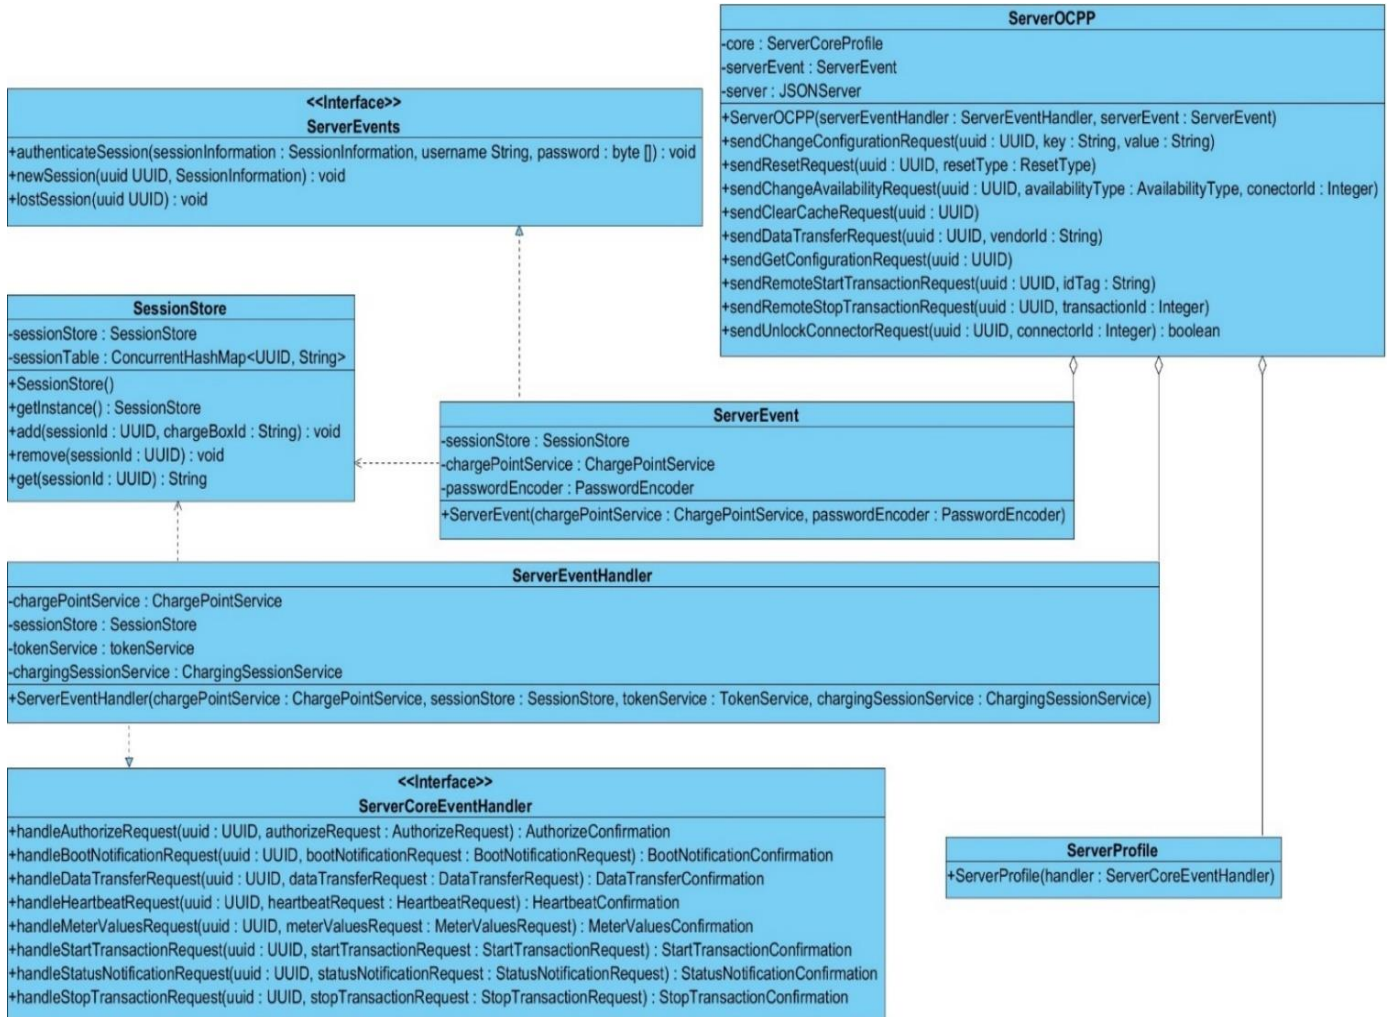 <<Interface>>
ServerEvents
+authenticateSession(sessionInformation : SessionInformation, username String, password : byte []) : void
+newSession(uuid UUID, SessionInformation) : void
+lostSession(uuid UUID) : void
ServerOCPP
-core : ServerCoreProfile
-serverEvent : ServerEvent
-server : JSONServer
+ServerOCPP(serverEventHandler : ServerEventHandler, serverEvent : ServerEvent)
+sendChangeConfigurationRequest(uuid : UUID, key : String, value : String)
+sendResetRequest(uuid : UUID, resetType : ResetType)
+sendChangeAvailabilityRequest(uuid : UUID, availabilityType : AvailabilityType, conectorId : Integer)
+sendClearCacheRequest(uuid : UUID)
+sendDataTransferRequest(uuid : UUID, vendorId : String)
+sendGetConfigurationRequest(uuid : UUID)
+sendRemoteStartTransactionRequest(uuid : UUID, idTag : String)
+sendRemoteStopTransactionRequest(uuid : UUID, transactionId : Integer)
+sendUnlockConnectorRequest(uuid : UUID, connectorId : Integer) : boolean
SessionStore
-sessionStore : SessionStore
-sessionTable : ConcurrentHashMap<UUID, String>
+SessionStore()
+getInstance() : SessionStore
+add(sessionId : UUID, chargeBoxId : String) : void
+remove(sessionId : UUID) : void
+get(sessionId : UUID) : String
ServerEvent
-sessionStore : SessionStore
-chargePointService : ChargePointService
-passwordEncoder : PasswordEncoder
+ServerEvent(chargePointService : ChargePointService, passwordEncoder : PasswordEncoder)
ServerEventHandler
-chargePointService : ChargePointService
-sessionStore : SessionStore
-tokenService : tokenService
-chargingSessionService : ChargingSessionService
+ServerEventHandler(chargePointService : ChargePointService, sessionStore : SessionStore, tokenService : TokenService, chargingSessionService : ChargingSessionService)
<<Interface>>
ServerCoreEventHandler
+handleAuthorizeRequest(uuid : UUID, authorizeRequest : AuthorizeRequest) : AuthorizeConfirmation
+handleBootNotificationRequest(uuid : UUID, bootNotificationRequest : BootNotificationRequest) : BootNotificationConfirmation
+handleDataTransferRequest(uuid : UUID, dataTransferRequest : DataTransferRequest) : DataTransferConfirmation
+handleHeartbeatRequest(uuid : UUID, heartbeatRequest : HeartbeatRequest) : HeartbeatConfirmation
+handleMeterValuesRequest(uuid : UUID, meterValuesRequest : MeterValuesRequest) : MeterValuesConfirmation
+handleStartTransactionRequest(uuid : UUID, startTransactionRequest : StartTransactionRequest) : StartTransactionConfirmation
+handleStatusNotificationRequest(uuid : UUID, statusNotificationRequest : StatusNotificationRequest) : StatusNotificationConfirmation
+handleStopTransactionRequest(uuid : UUID, stopTransactionRequest : StopTransactionRequest) : StopTransactionConfirmation
ServerProfile
+ServerProfile(handler : ServerCoreEventHandler)